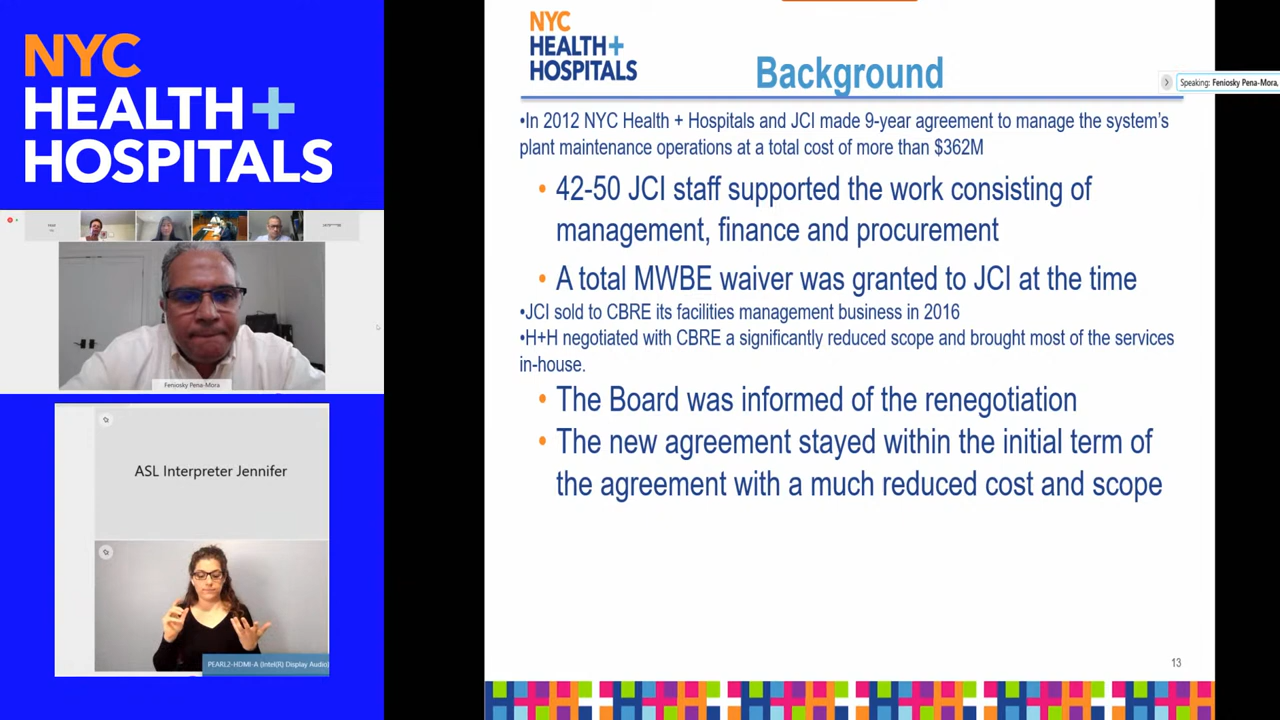 NYC
HEALTH+
HOSPITALS
Feniosky Pena-Mora
ASL Interpreter Jennifer
PEARL2-HDMI-A (Intel(R) Display Audio)
NYC
HEALTH+
HOSPITALS
Background
Speaking: Feniosky Pena-Mora,
•In 2012 NYC Health + Hospitals and JCI made 9-year agreement to manage the system's
plant maintenance operations at a total cost of more than $362M
• 42-50 JCI staff supported the work consisting of
management, finance and procurement
• A total MWBE waiver was granted to JCI at the time
•JCI sold to CBRE its facilities management business in 2016
•H+H negotiated with CBRE a significantly reduced scope and brought most of the services
in-house.
• The Board was informed of the renegotiation
• The new agreement stayed within the initial term of
the agreement with a much reduced cost and scope
13